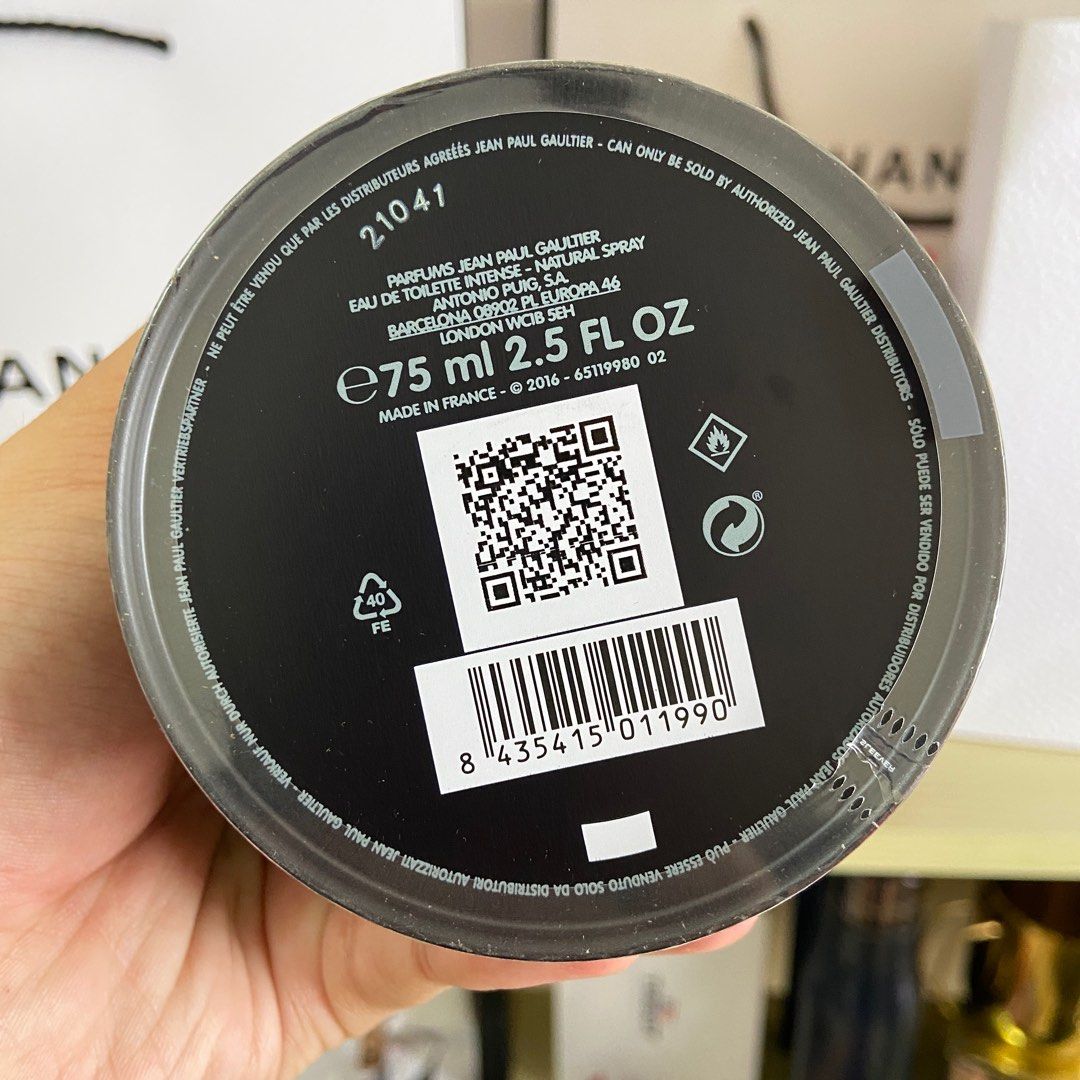 NE PEUT ÊTRE VENDU QUE PAR LES DISTRIBUTEURS AGRÉÉS JEAN PAUL GAULTIER - CAN ONLY BE SOLD BY AUTHORIZED JEAN PAUL GAULTIER DISTRIBUTORS - SÓLO PUEDE SER VENDIDO POR DISTRIBUIDORES AUTORIZADOS JEAN PAUL GAULTIER - PUÒ ESSERE VENDUTO SOLO DA DISTRIBUTORI AUTORIZZATI JEAN PAUL GAULTIER - VERKAUF NUR DURCH AUTORISIERTE JEAN PAUL GAULTIER VERTRIEBSPARTNER -
21041
PARFUMS JEAN PAUL GAULTIER
EAU DE TOILETTE INTENSE - NATURAL SPRAY
ANTONIO PUIG, S.A.
BARCELONA 08902 PL EUROPA 46
LONDON WC1B 5EH
℮75 ml 2.5 FL OZ
MADE IN FRANCE - © 2016 - 65119980 02
®
40
FE
8 435415 011990